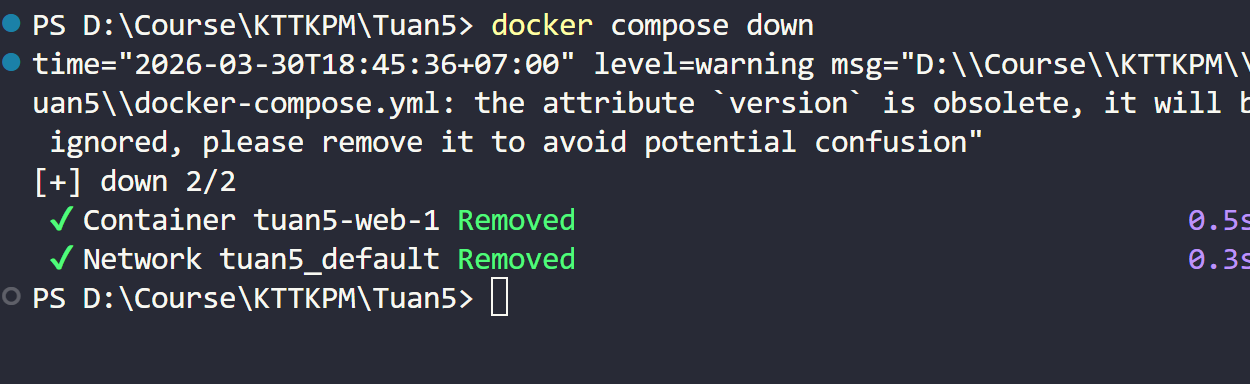 PS D:\Course\KTTKPM\Tuan5> docker compose down
time="2026-03-30T18:45:36+07:00" level=warning msg="D:\\Course\\KTTKPM\\
uan5\\docker-compose.yml: the attribute `version` is obsolete, it will
ignored, please remove it to avoid potential confusion"
[+] down 2/2
✓ Container tuan5-web-1 Removed 0.5s
✓ Network tuan5_default Removed 0.3s
PS D:\Course\KTTKPM\Tuan5>